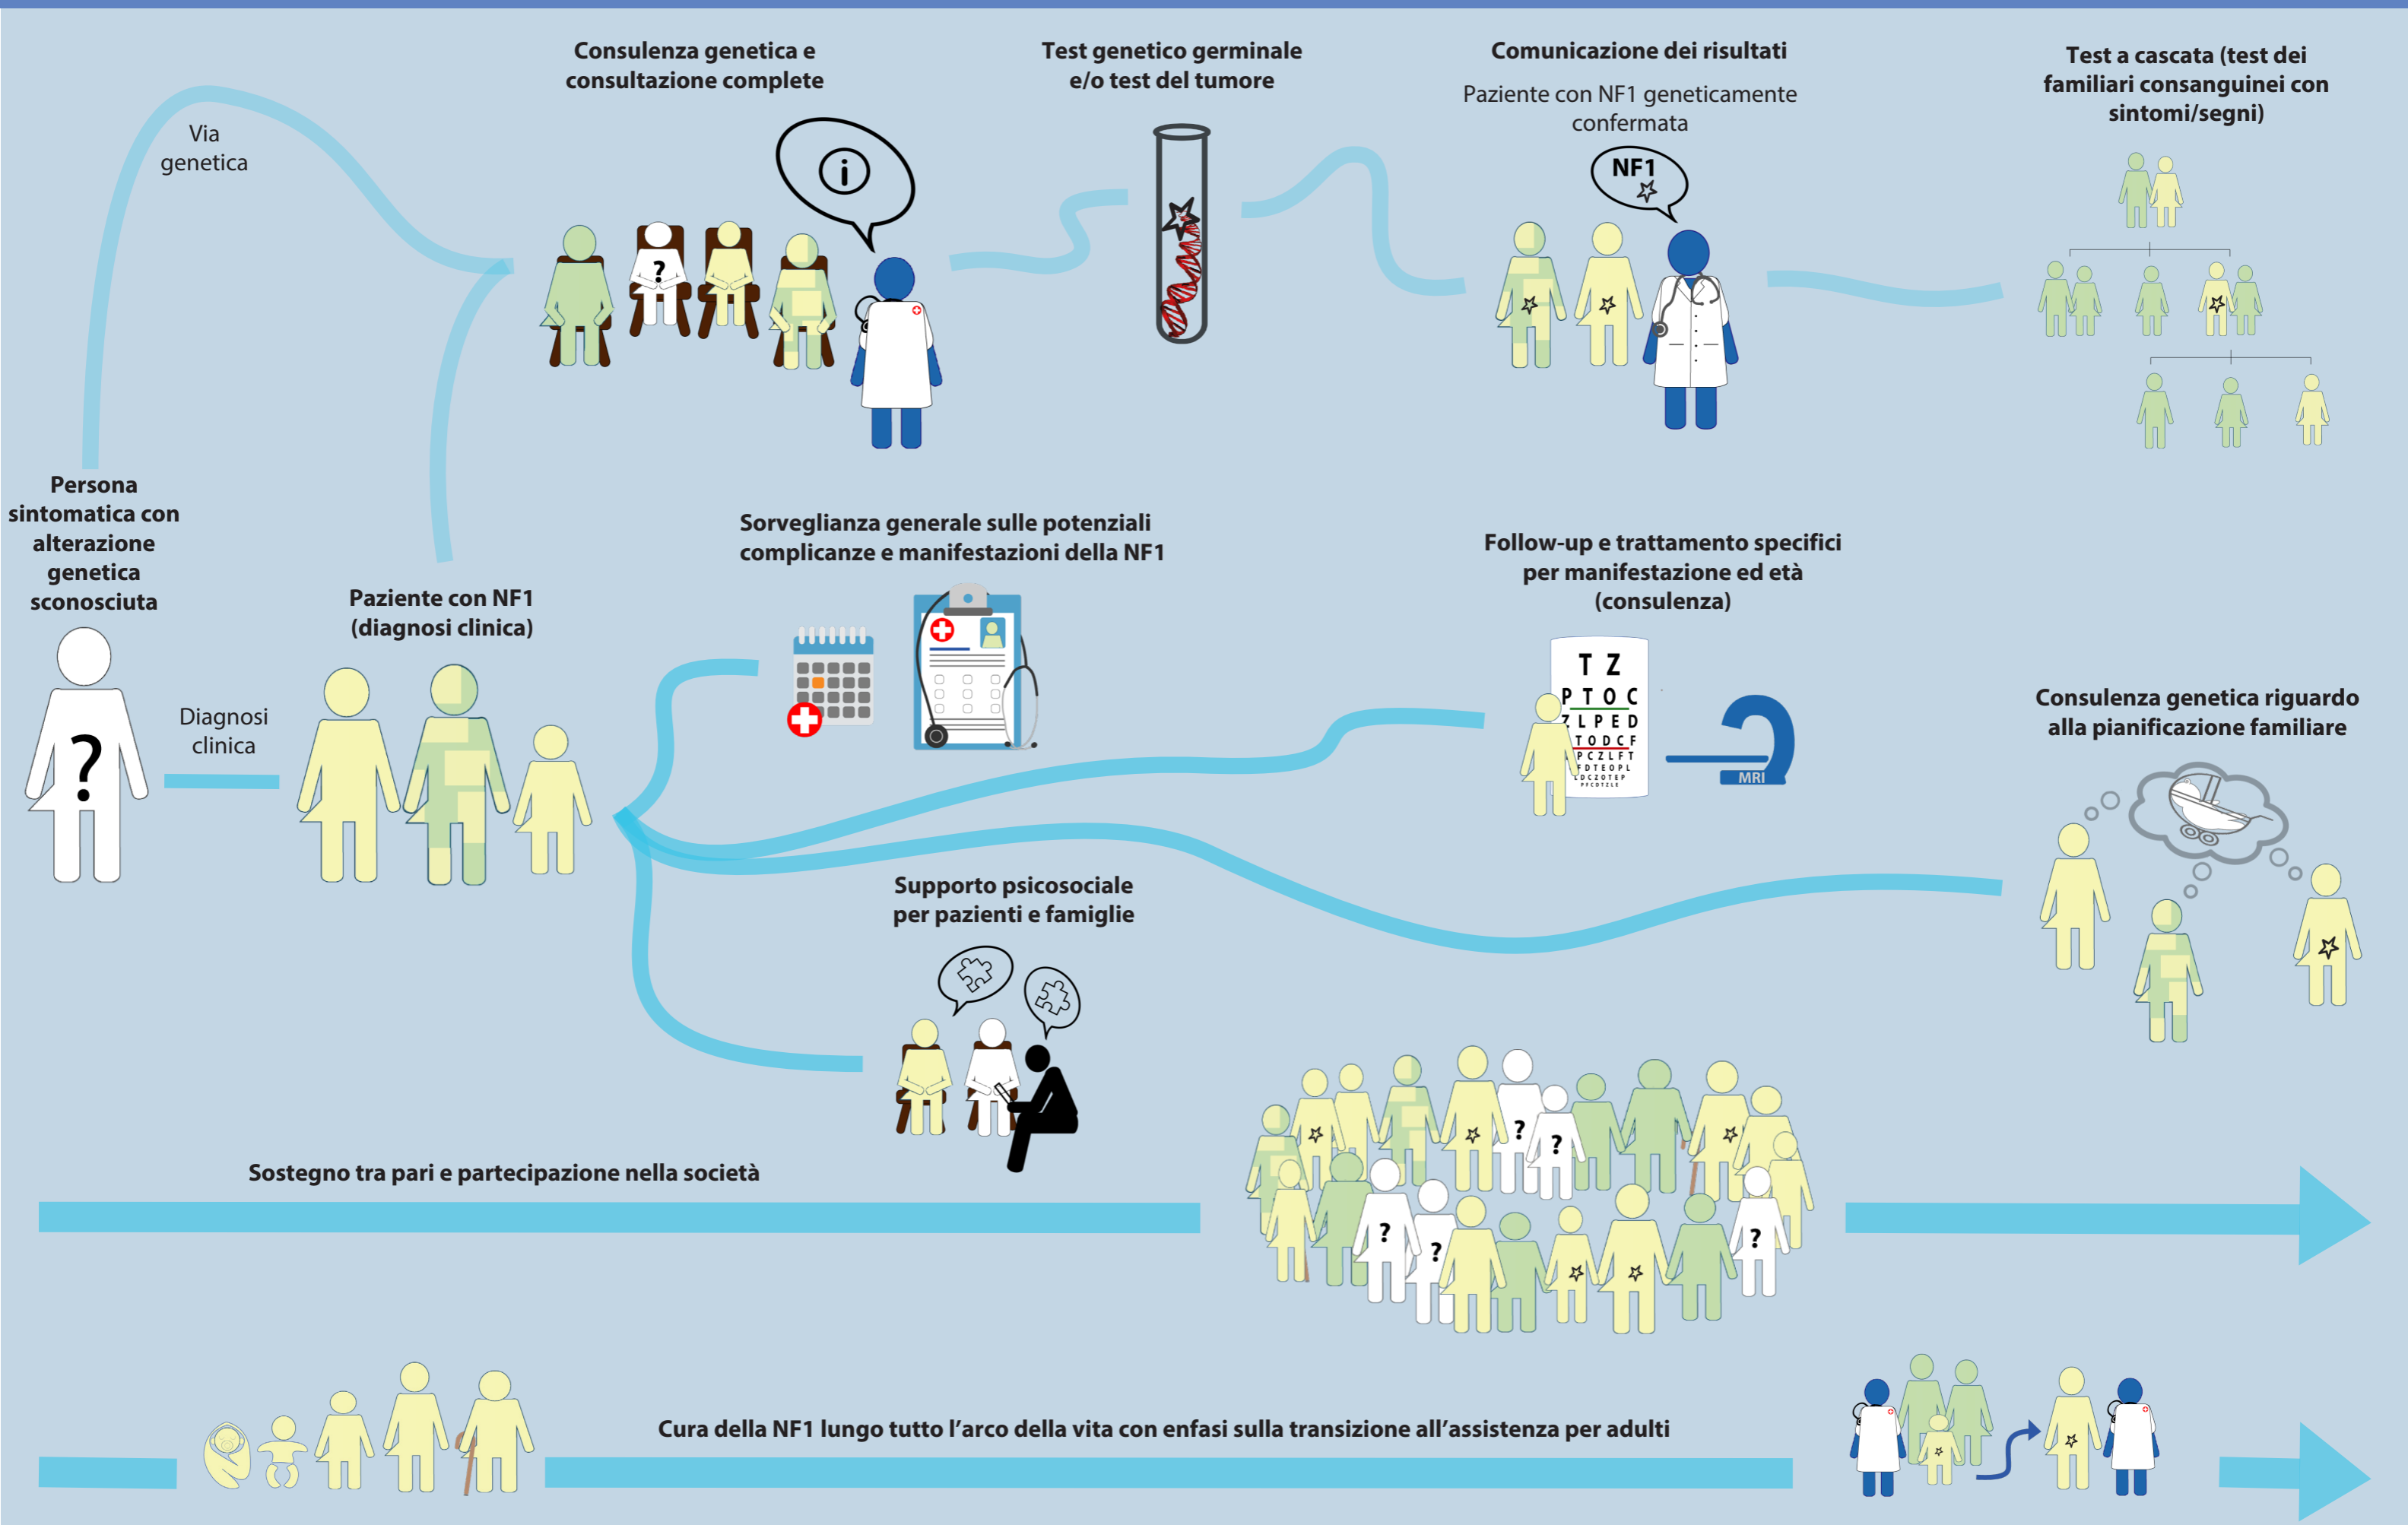 Consulenza genetica e
consultazione complete
Test genetico germinale
e/o test del tumore
Comunicazione dei risultati
Paziente con NF1 geneticamente
confermata
Test a cascata (test dei
familiari consanguinei con
sintomi/segni)
Via
genetica
i
NF1
?
Persona
sintomatica con
alterazione
genetica
sconosciuta
?
Diagnosi
clinica
Paziente con NF1
(diagnosi clinica)
Sorveglianza generale sulle potenziali
complicanze e manifestazioni della NF1
Follow-up e trattamento specifici
per manifestazione ed età
(consulenza)
T Z
P T O C
Z L P E D
T O D C F
P C Z L F T
F D T E O P L
L D C Z O T E P
P F C O T Z L E
MRI
Consulenza genetica riguardo
alla pianificazione familiare
Supporto psicosociale
per pazienti e famiglie
Sostegno tra pari e partecipazione nella società
?
?
?
?
?
Cura della NF1 lungo tutto l’arco della vita con enfasi sulla transizione all’assistenza per adulti